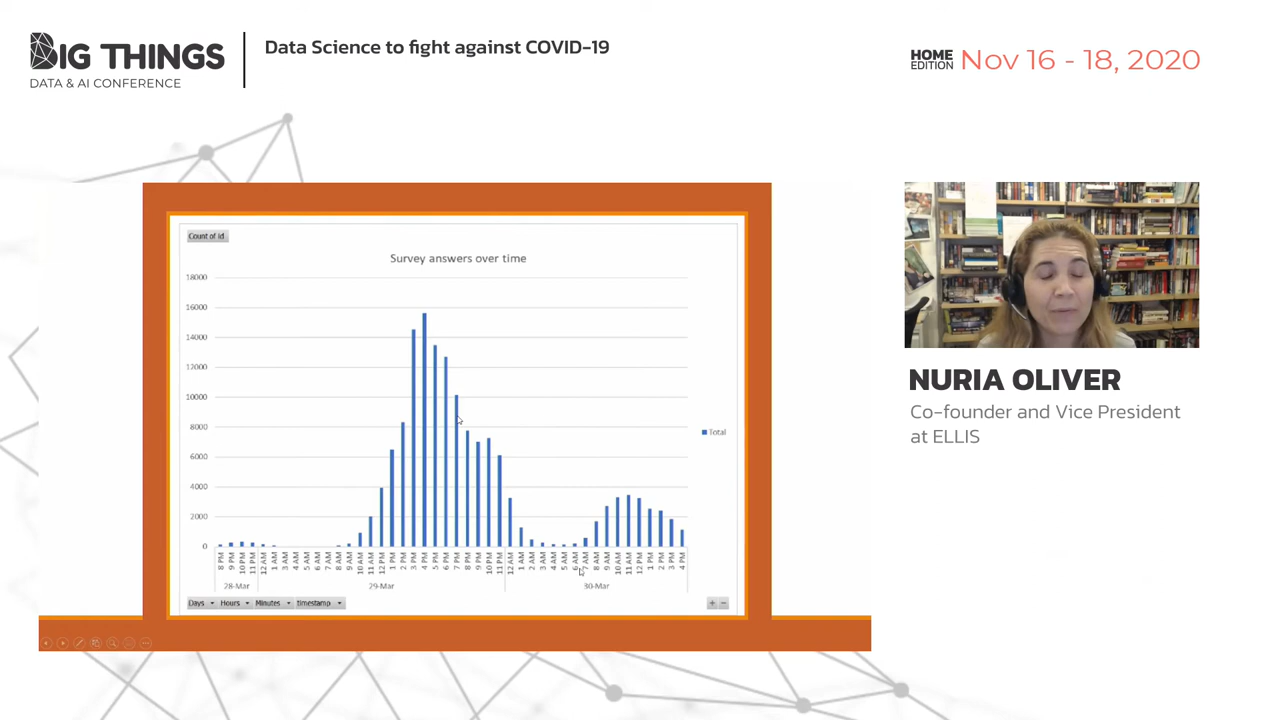 BIG THINGS
DATA & AI CONFERENCE
Data Science to fight against COVID-19
HOME
EDITION
Nov 16 - 18, 2020
Count of id
Survey answers over time
18000
16000
14000
12000
10000
8000
6000
4000
2000
0
Total
8 PM
9 PM
10 PM
11 PM
12 AM
1 AM
3 AM
4 AM
5 AM
6 AM
7 AM
8 AM
9 AM
10 AM
11 AM
12 PM
1 PM
2 PM
3 PM
4 PM
5 PM
6 PM
7 PM
8 PM
9 PM
10 PM
11 PM
12 AM
1 AM
2 AM
3 AM
4 AM
5 AM
6 AM
7 AM
8 AM
9 AM
10 AM
11 AM
12 PM
1 PM
2 PM
3 PM
4 PM
28-Mar
29-Mar
30-Mar
Days
Hours
Minutes
timestamp
NURIA OLIVER
Co-founder and Vice President
at ELLIS